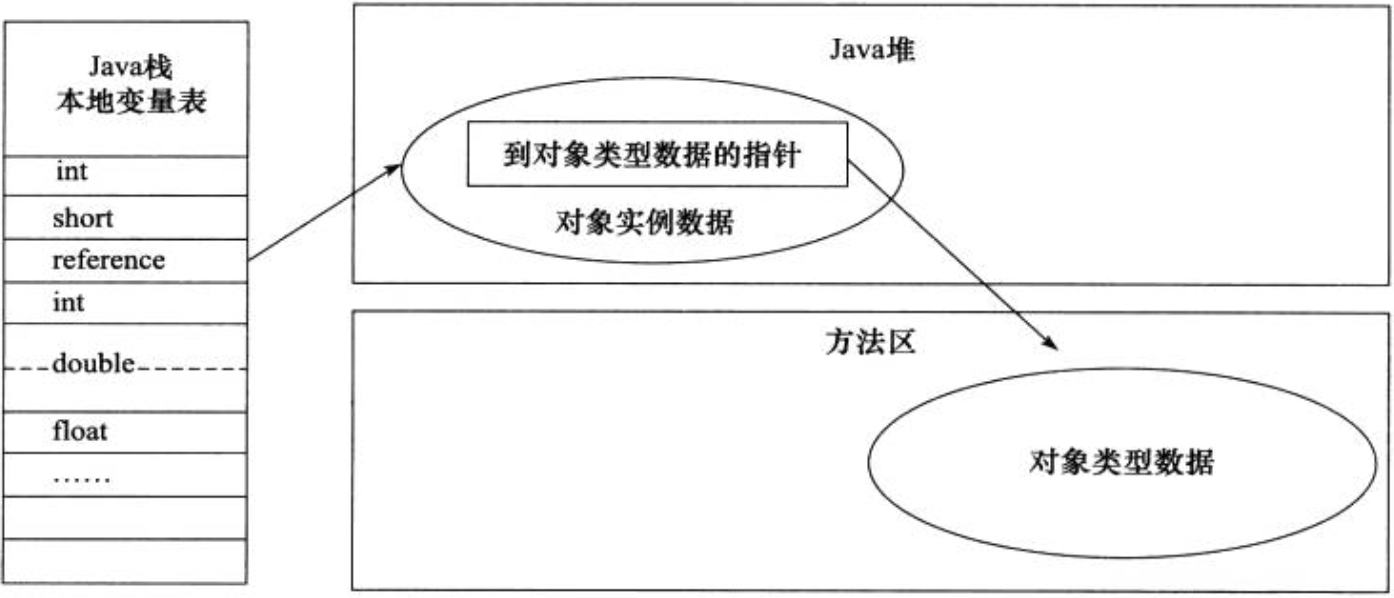 Java栈
本地变量表
int
short
reference
int
double
float
……
Java堆
到对象类型数据的指针
对象实例数据
方法区
对象类型数据